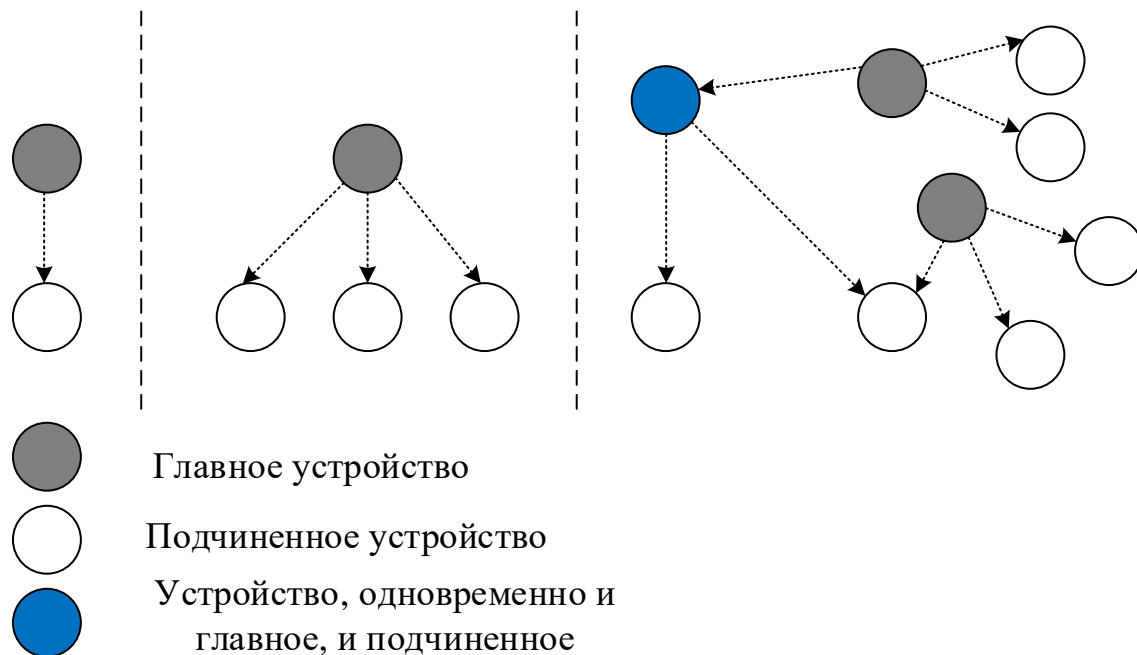 Главное устройство
Подчиненное устройство
Устройство, одновременно и
главное, и подчиненное